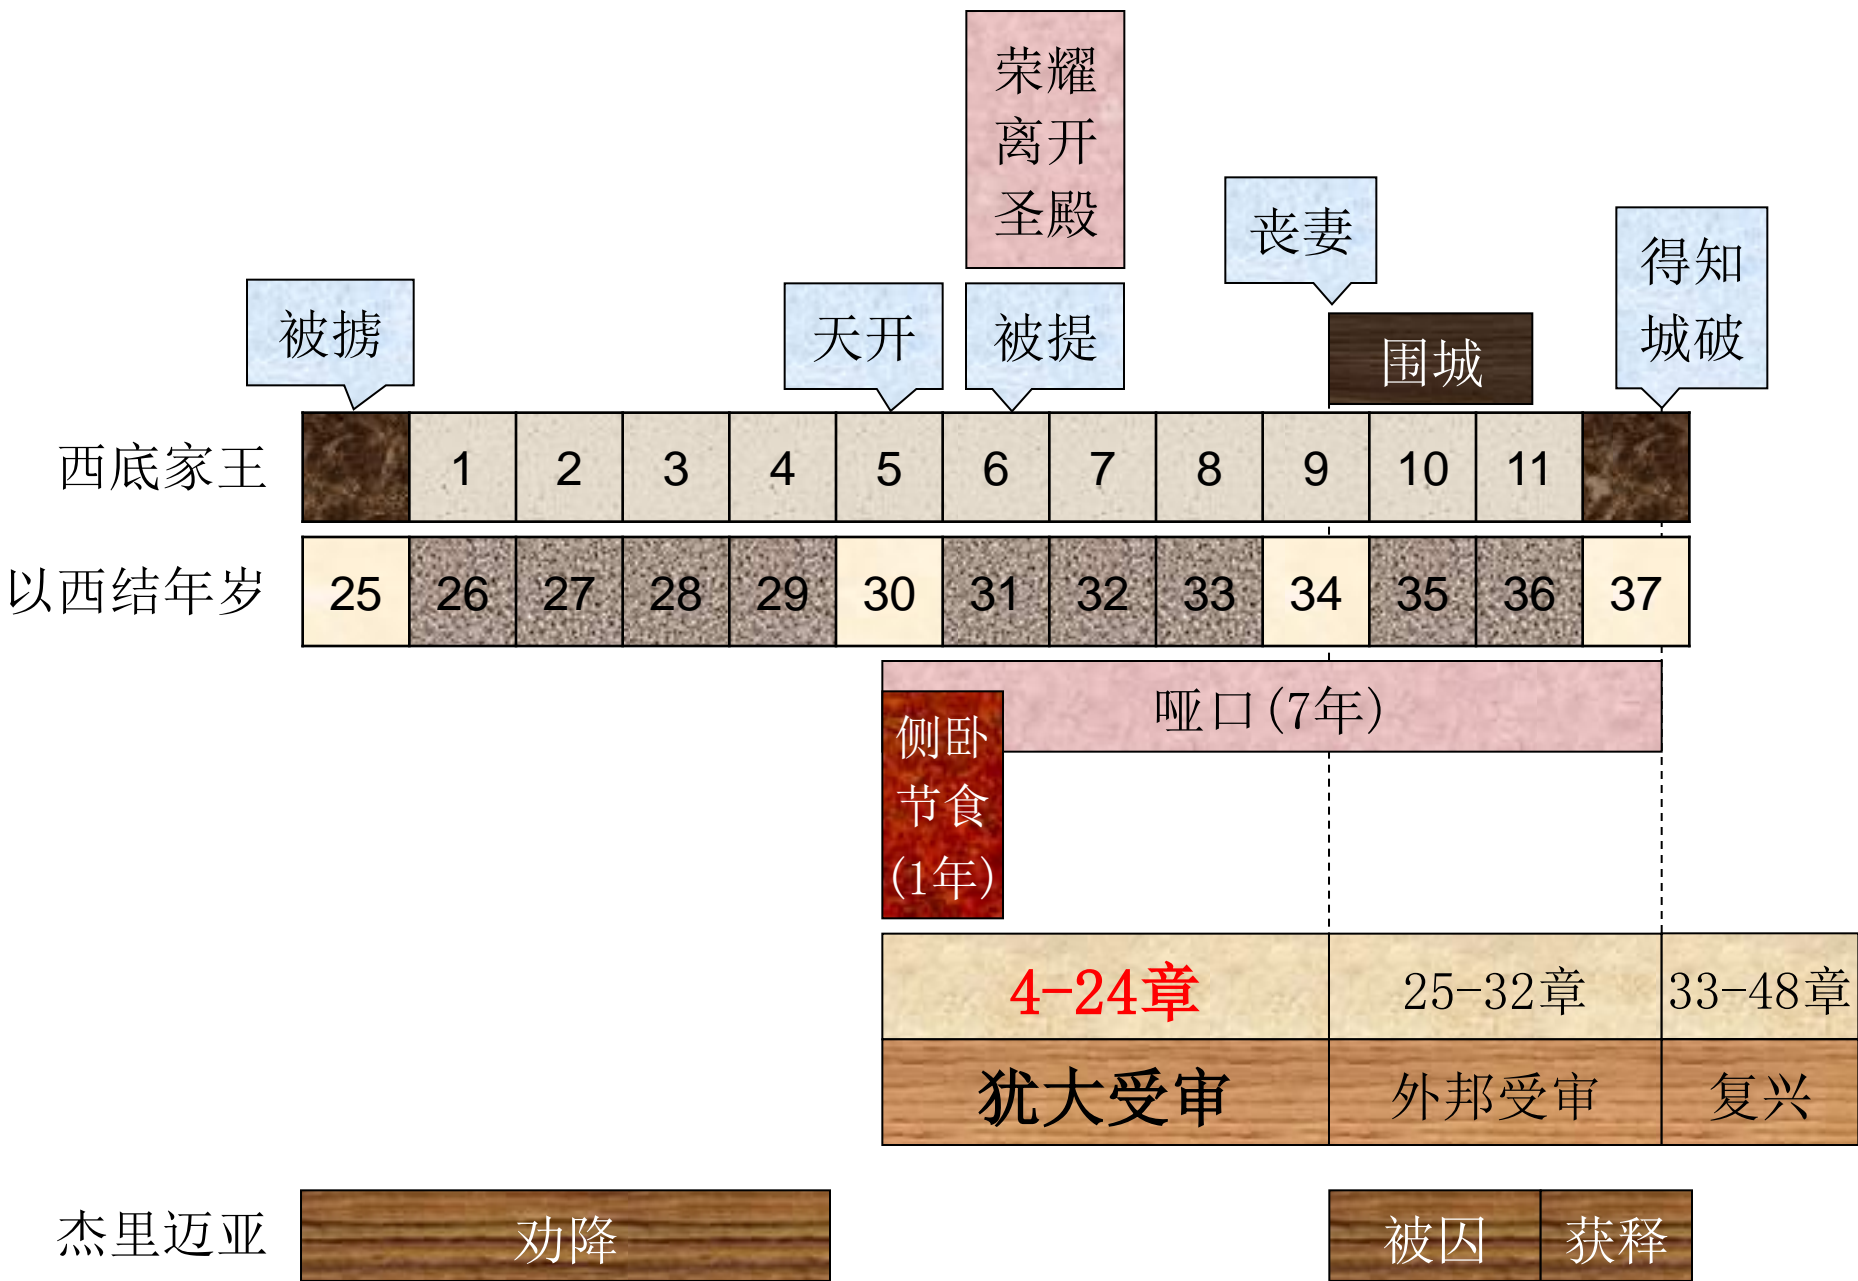 荣耀
离开
圣殿
丧妻
得知
城破
被掳
天开
被提
围城
西底家王 1 2 3 4 5 6 7 8 9 10 11
以西结年岁 25 26 27 28 29 30 31 32 33 34 35 36 37
哑口(7年)
侧卧
节食
(1年)
4-24章 25-32章 33-48章
犹大受审 外邦受审 复兴
杰里迈亚 劝降 被囚 获释